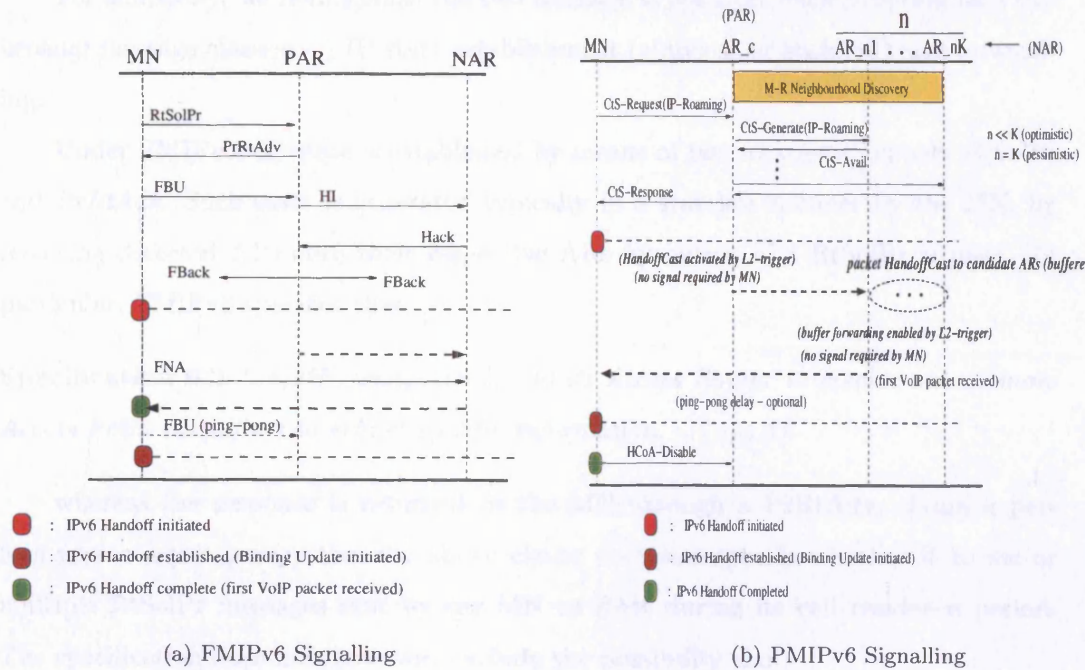 MN PAR NAR
RtSolPr
PrRtAdv
FBU
HI
Hack
FBack
FBack
FNA
FBU (ping-pong)
: IPv6 Handoff initiated
: IPv6 Handoff established (Binding Update initiated)
: IPv6 Handoff complete (first VoIP packet received)
(a) FMIPv6 Signalling
(PAR)
n
MN AR_c AR_nK (NAR)
M-R Neighbourhood Discovery
CtS-Request(IP-Roaming)
CtS-Generate(IP-Roaming)
n << K (optimistic)
n = K (pessimistic)
CtS-Avail
CtS-Response
(HandoffCast activated by L2-trigger)
(no signal required by MN)
packet HandoffCast to candidate ARs (buffere
(buffer forwarding enabled by L2-trigger)
(no signal required by MN)
(first VoIP packet received)
(ping-pong delay - optional)
HCoA-Disable
: IPv6 Handoff initiated
: IPv6 Handoff established (Binding Update initiated)
: IPv6 Handoff Completed
(b) PMIPv6 Signalling